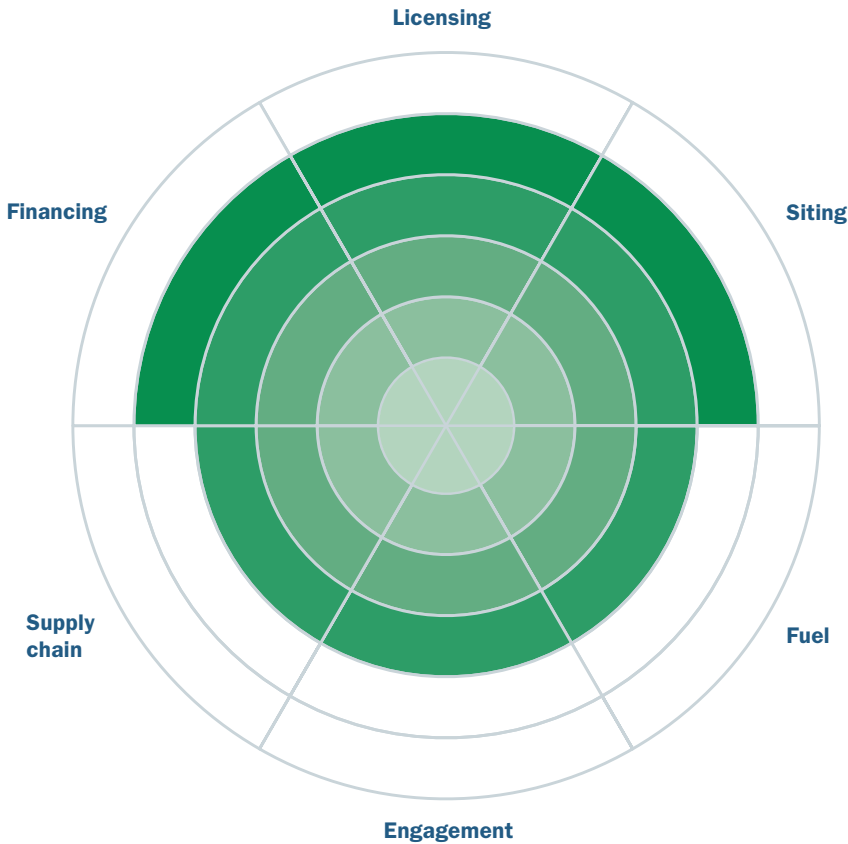 Licensing
Financing
Siting
Supply
chain
Fuel
Engagement